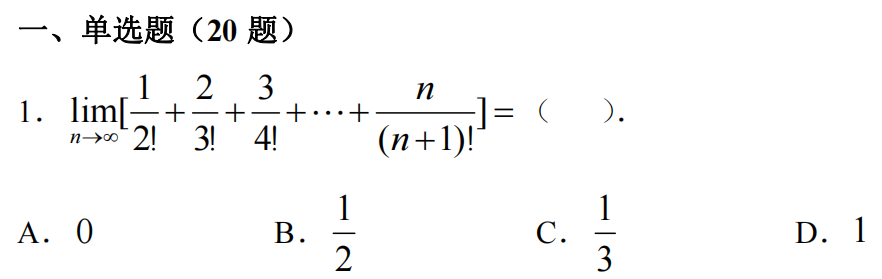 一、单选题（20 题）
1. lim_{n→∞}[1/2! + 2/3! + 3/4! + ⋯ + n/(n+1)!] = （ ）.
A. 0 B. 1/2 C. 1/3 D. 1